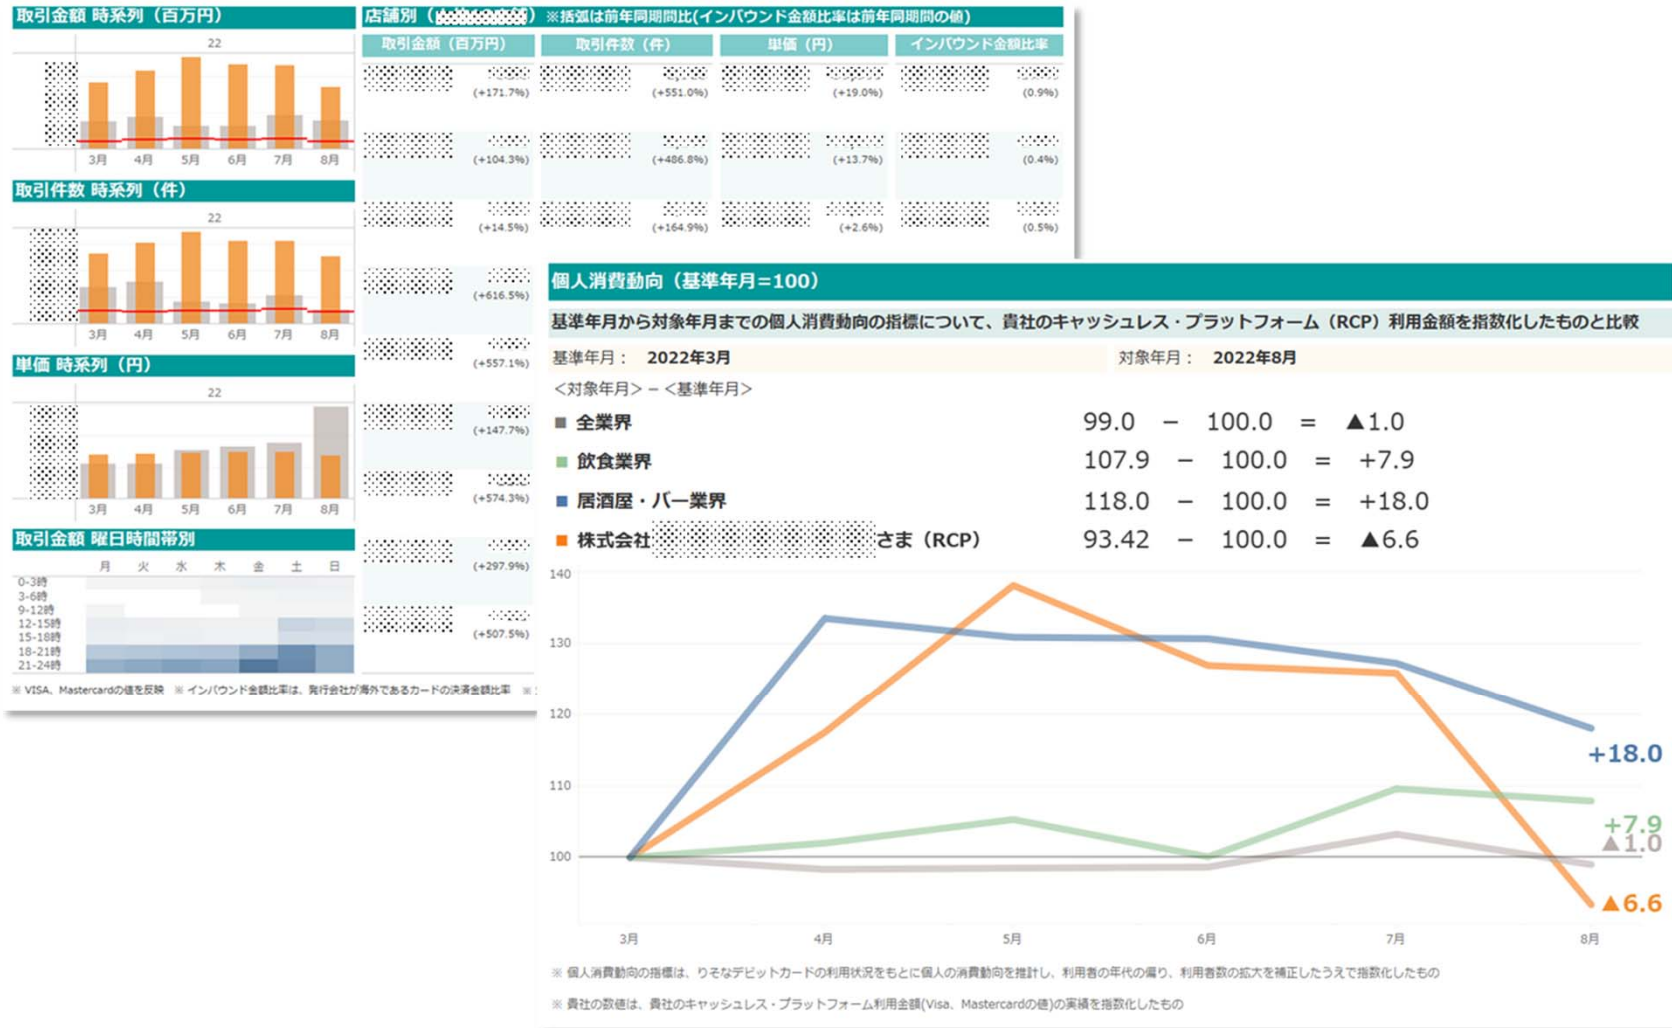 取引金額 時系列（百万円）
22
3月 4月 5月 6月 7月 8月
取引件数 時系列（件）
22
3月 4月 5月 6月 7月 8月
単価 時系列（円）
22
3月 4月 5月 6月 7月 8月
取引金額 曜日時間帯別
月 火 水 木 金 土 日
0-3時
3-6時
9-12時
12-15時
15-18時
18-21時
21-24時
※ VISA、Mastercardの値を反映 ※ インバウンド金額比率は、発行会社が海外であるカードの決済金額比率 ※
店舗別（ ）※括弧は前年同期間比(インバウンド金額比率は前年同期間の値)
取引金額（百万円） 取引件数（件） 単価（円） インバウンド金額比率
(+171.7%) (+551.0%) (+19.0%) (0.9%)
(+104.3%) (+486.8%) (+13.7%) (0.4%)
(+14.5%) (+164.9%) (+2.6%) (0.5%)
(+616.5%)
(+557.1%)
(+147.7%)
(+574.3%)
(+297.9%)
(+507.5%)
個人消費動向（基準年月=100）
基準年月から対象年月までの個人消費動向の指標について、貴社のキャッシュレス・プラットフォーム（RCP）利用金額を指数化したものと比較
基準年月： 2022年3月 対象年月： 2022年8月
＜対象年月＞ − ＜基準年月＞
■ 全業界 99.0 − 100.0 = ▲1.0
■ 飲食業界 107.9 − 100.0 = +7.9
■ 居酒屋・バー業界 118.0 − 100.0 = +18.0
■ 株式会社 さま（RCP） 93.42 − 100.0 = ▲6.6
140
130
120
110
100
+18.0
+7.9
▲1.0
▲6.6
3月 4月 5月 6月 7月 8月
※ 個人消費動向の指標は、りそなデビットカードの利用状況をもとに個人の消費動向を推計し、利用者の年代の偏り、利用者数の拡大を補正したうえで指数化したもの
※ 貴社の数値は、貴社のキャッシュレス・プラットフォーム利用金額(Visa、Mastercardの値)の実績を指数化したもの